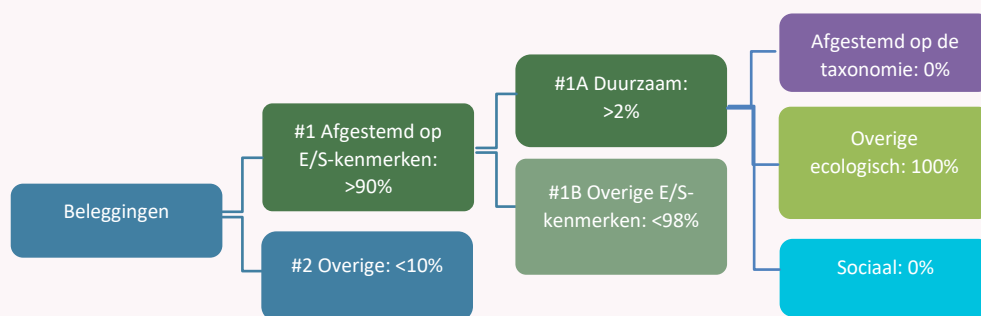 Beleggingen
#1 Afgestemd op
E/S-kenmerken:
>90%
#2 Overige: <10%
#1A Duurzaam:
>2%
#1B Overige E/S-
kenmerken: <98%
Afgestemd op de
taxonomie: 0%
Overige
ecologisch: 100%
Sociaal: 0%